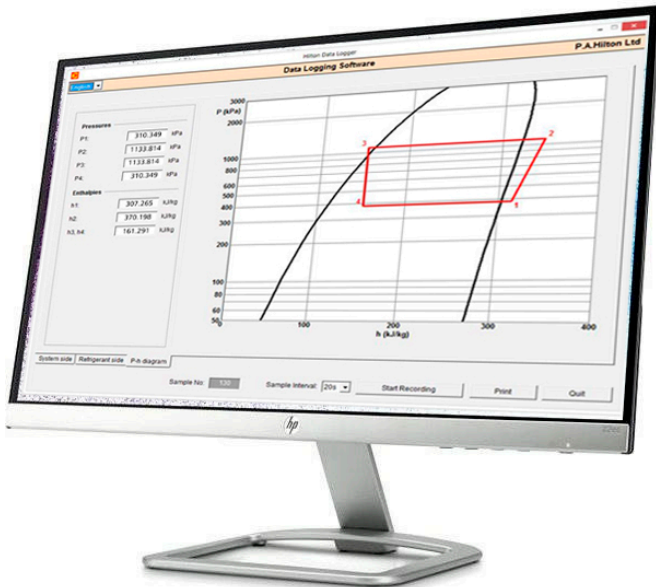 Hilton Data Logger
Data Logging Software
P.A.Hilton Ltd
English
Pressures
P1: 310.349 kPa
P2: 1133.814 kPa
P3: 1133.814 kPa
P4: 310.349 kPa
Enthalpies
h1: 307.265 kJ/kg
h2: 370.198 kJ/kg
h3, h4: 161.291 kJ/kg
3000
P (kPa)
2000
1000
800
600
500
400
300
200
100
80
60
50
0
100
200
300
400
h (kJ/kg)
3
2
4
1
System side
Refrigerant side
P-h diagram
Sample No: 130
Sample Interval: 20s
Start Recording
Print
Quit
hp